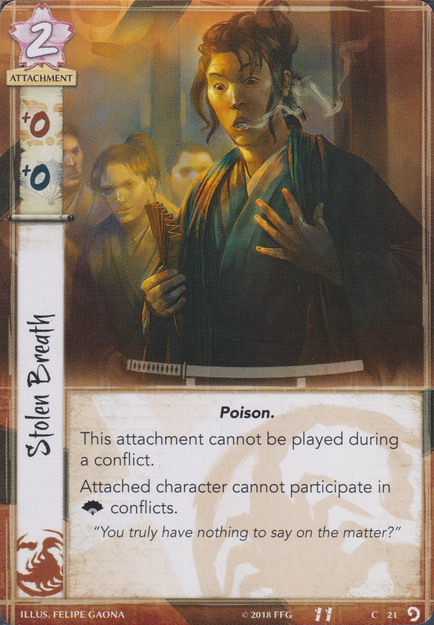 2
ATTACHMENT
+0
+0
Stolen Breath
Poison.
This attachment cannot be played during
a conflict.
Attached character cannot participate in
conflicts.
"You truly have nothing to say on the matter?"
ILLUS. FELIPE GAONA
© 2018 FFG
C 21